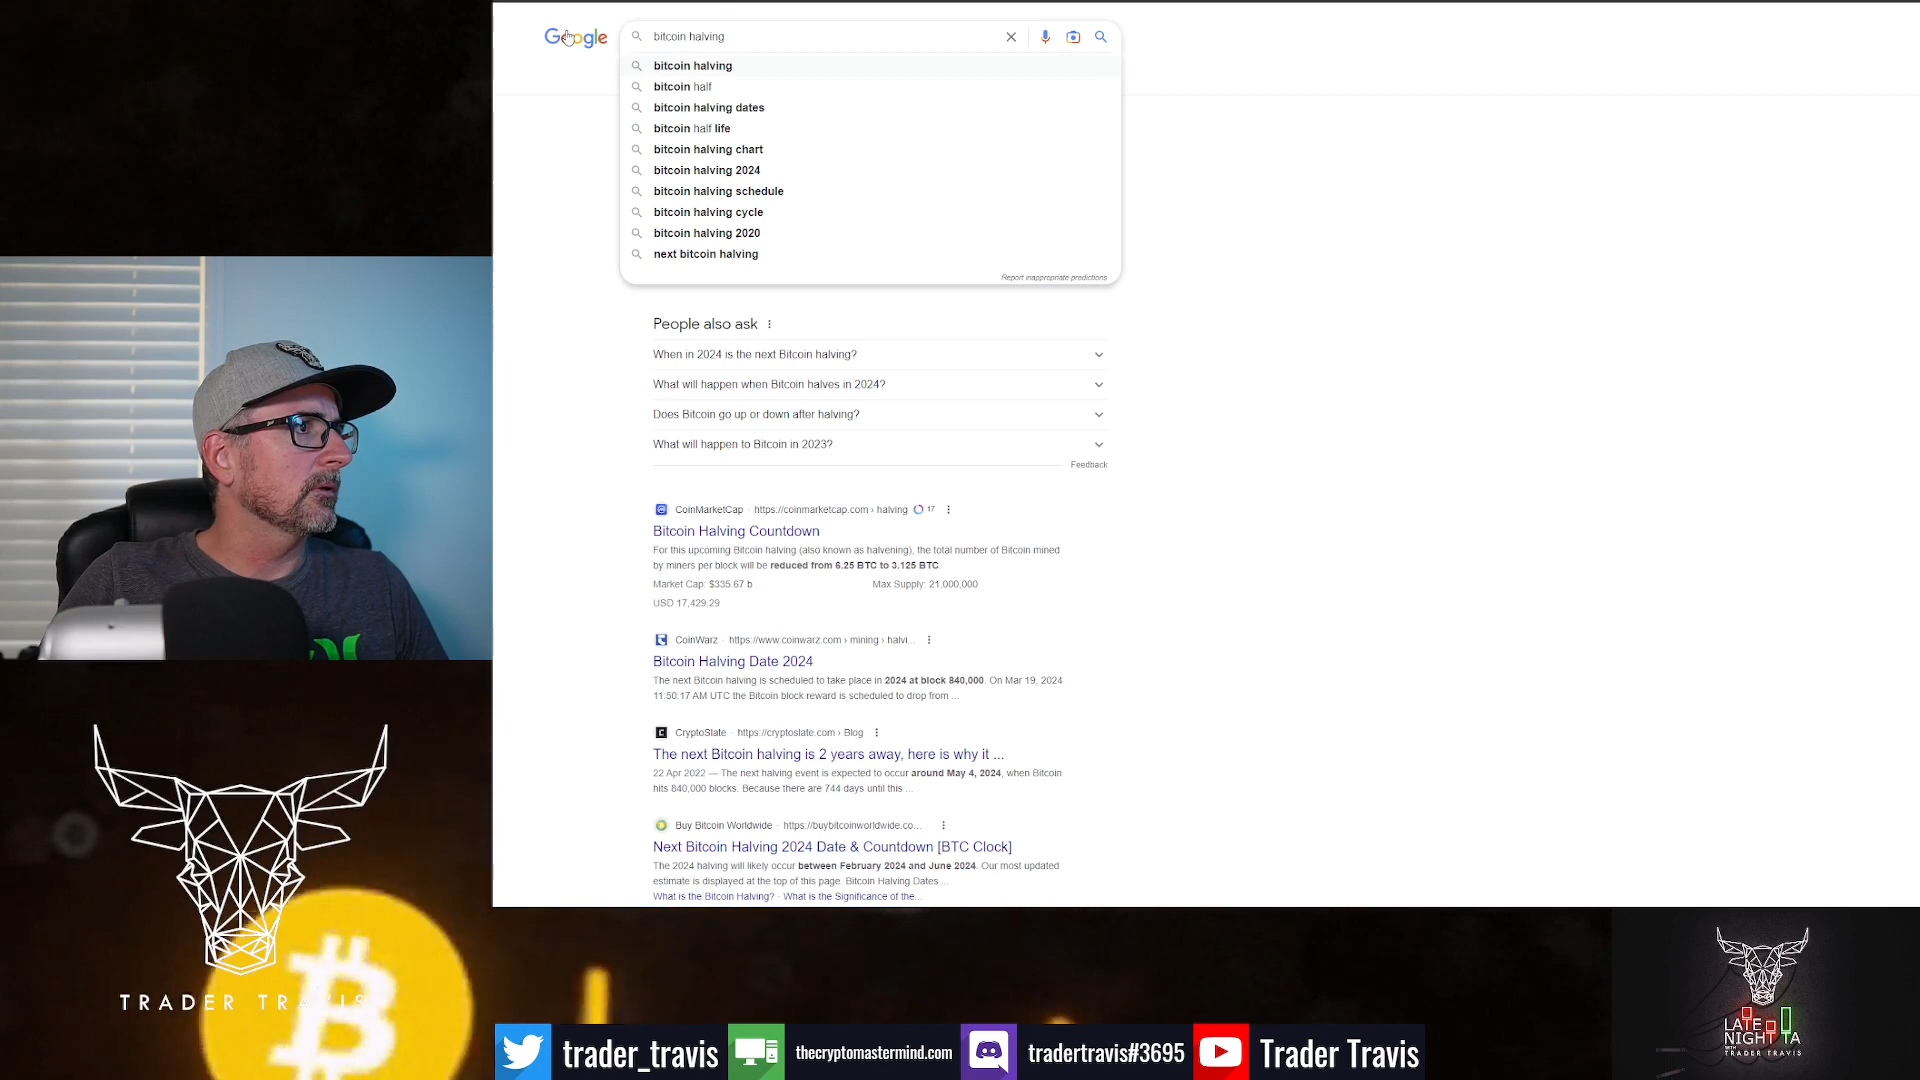 Google
bitcoin halving
bitcoin halving
bitcoin half
bitcoin halving dates
bitcoin half life
bitcoin halving chart
bitcoin halving 2024
bitcoin halving schedule
bitcoin halving cycle
bitcoin halving 2020
next bitcoin halving
Report inappropriate predictions
People also ask
When in 2024 is the next Bitcoin halving?
What will happen when Bitcoin halves in 2024?
Does Bitcoin go up or down after halving?
What will happen to Bitcoin in 2023?
Feedback
CoinMarketCap · https://coinmarketcap.com › halving 17
Bitcoin Halving Countdown
For this upcoming Bitcoin halving (also known as halvening), the total number of Bitcoin mined
by miners per block will be reduced from 6.25 BTC to 3.125 BTC.
Market Cap: $335.67 b Max Supply: 21,000,000
USD 17,429.29
CoinWarz · https://www.coinwarz.com › mining › halvi...
Bitcoin Halving Date 2024
The next Bitcoin halving is scheduled to take place in 2024 at block 840,000. On Mar 19, 2024
11:50:17 AM UTC the Bitcoin block reward is scheduled to drop from ...
CryptoSlate · https://cryptoslate.com › Blog
The next Bitcoin halving is 2 years away, here is why it ...
22 Apr 2022 — The next halving event is expected to occur around May 4, 2024, when Bitcoin
hits 840,000 blocks. Because there are 744 days until this ...
Buy Bitcoin Worldwide · https://buybitcoinworldwide.co...
Next Bitcoin Halving 2024 Date & Countdown [BTC Clock]
The 2024 halving will likely occur between February 2024 and June 2024. Our most updated
estimate is displayed at the top of this page. Bitcoin Halving Dates ...
What is the Bitcoin Halving? · What is the Significance of the...
TRADER TRAVIS
LATE
NIGHT TA
WITH
TRADER TRAVIS
trader_travis
thecryptomastermind.com
tradertravis#3695
Trader Travis